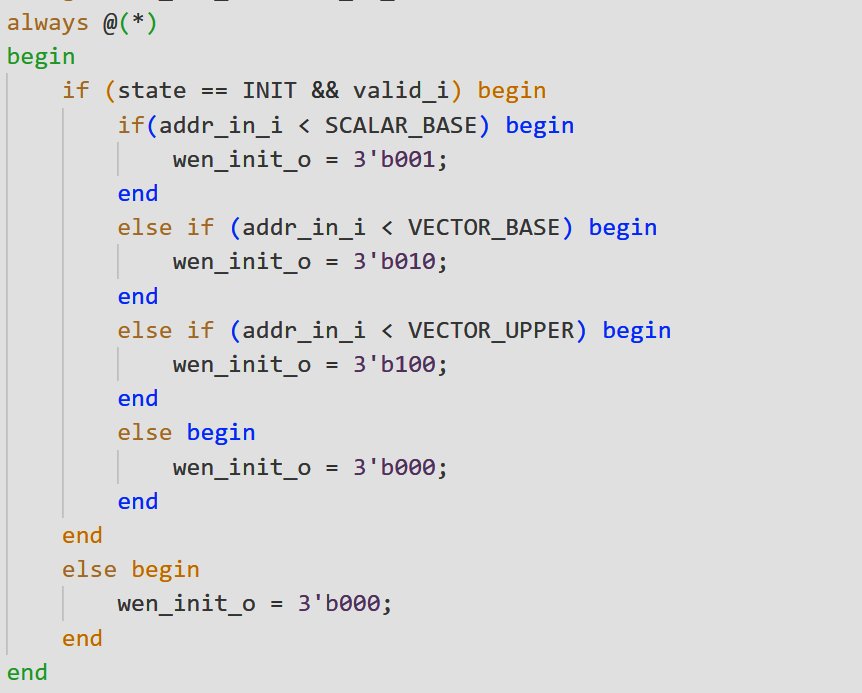 always @(*)
begin
    if (state == INIT && valid_i) begin
        if(addr_in_i < SCALAR_BASE) begin
            wen_init_o = 3'b001;
        end
        else if (addr_in_i < VECTOR_BASE) begin
            wen_init_o = 3'b010;
        end
        else if (addr_in_i < VECTOR_UPPER) begin
            wen_init_o = 3'b100;
        end
        else begin
            wen_init_o = 3'b000;
        end
    end
    else begin
        wen_init_o = 3'b000;
    end
end